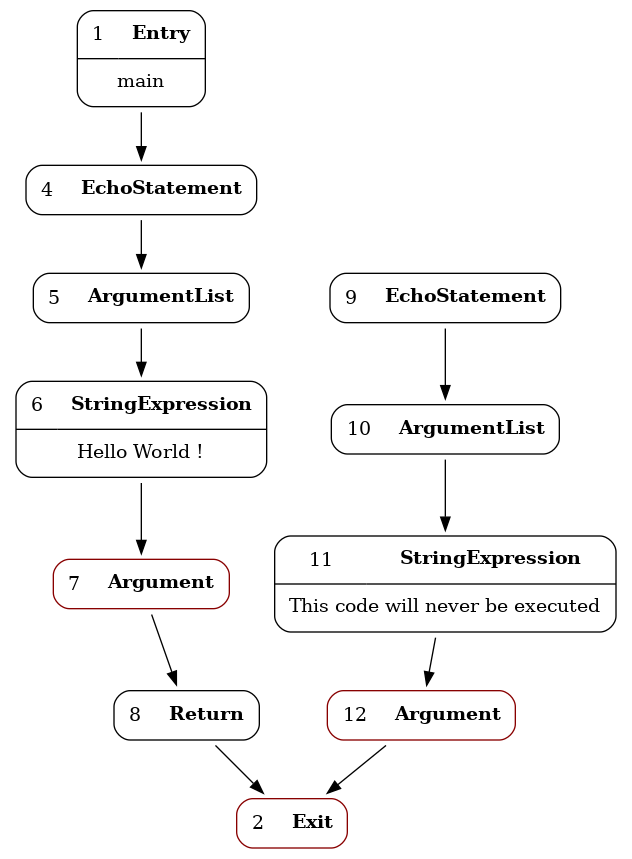 1 Entry
main
4 EchoStatement
5 ArgumentList
6 StringExpression
Hello World !
7 Argument
8 Return
9 EchoStatement
10 ArgumentList
11 StringExpression
This code will never be executed
12 Argument
2 Exit